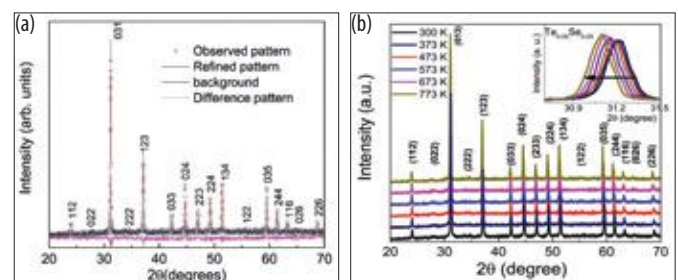 (a)
031
Observed pattern
Refined pattern
background
Difference pattern
123
112
022
222
033
024
223
224
134
122
035
244
116
026
226
Intensity (arb. units)
20 30 40 50 60 70
2θ(degrees)
(b)
300 K
373 K
473 K
573 K
673 K
773 K
(013)
Intensity (a. u.)
30.9 31.2 31.5
2θ (degree)
(112)
(022)
(222)
(123)
(033)
(024)
(233)
(224)
(134)
(122)
(035)
(244)
(116)
(026)
(226)
Intensity (a.u.)
20 30 40 50 60 70
2θ (degree)